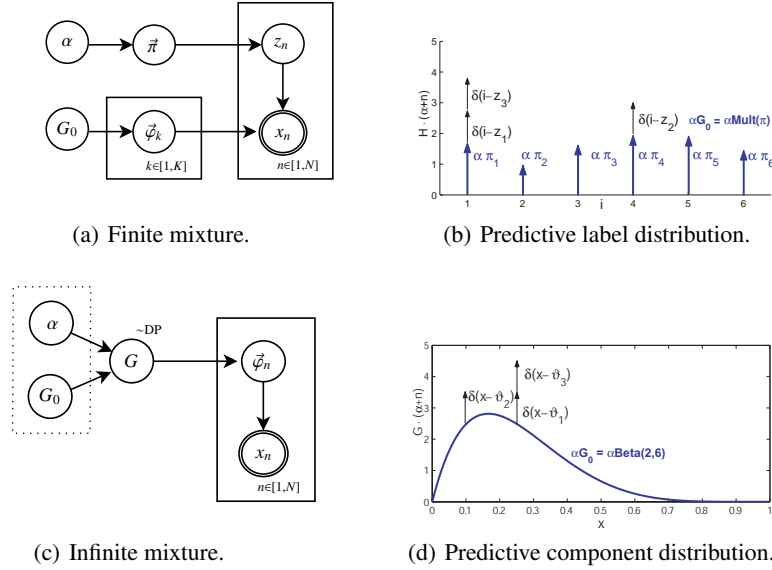 α
π⃗
z_n
G_0
φ⃗_k
x_n
k∈[1,K]
n∈[1,N]
(a) Finite mixture.
H · (α+n)
5
4
3
2
1
0
δ(i−z_3)
δ(i−z_1)
δ(i−z_2)
αG_0 = αMult(π)
α π_1
α π_2
α π_3
α π_4
α π_5
α π_6
1 2 3 4 5 6
i
(b) Predictive label distribution.
α
~DP
G
φ⃗_n
G_0
x_n
n∈[1,N]
(c) Infinite mixture.
G · (α+n)
5
4
3
2
1
0
δ(x−ϑ_3)
δ(x−ϑ_2)
δ(x−ϑ_1)
αG_0 = αBeta(2,6)
0 0.1 0.2 0.3 0.4 0.5 0.6 0.7 0.8 0.9 1
x
(d) Predictive component distribution.